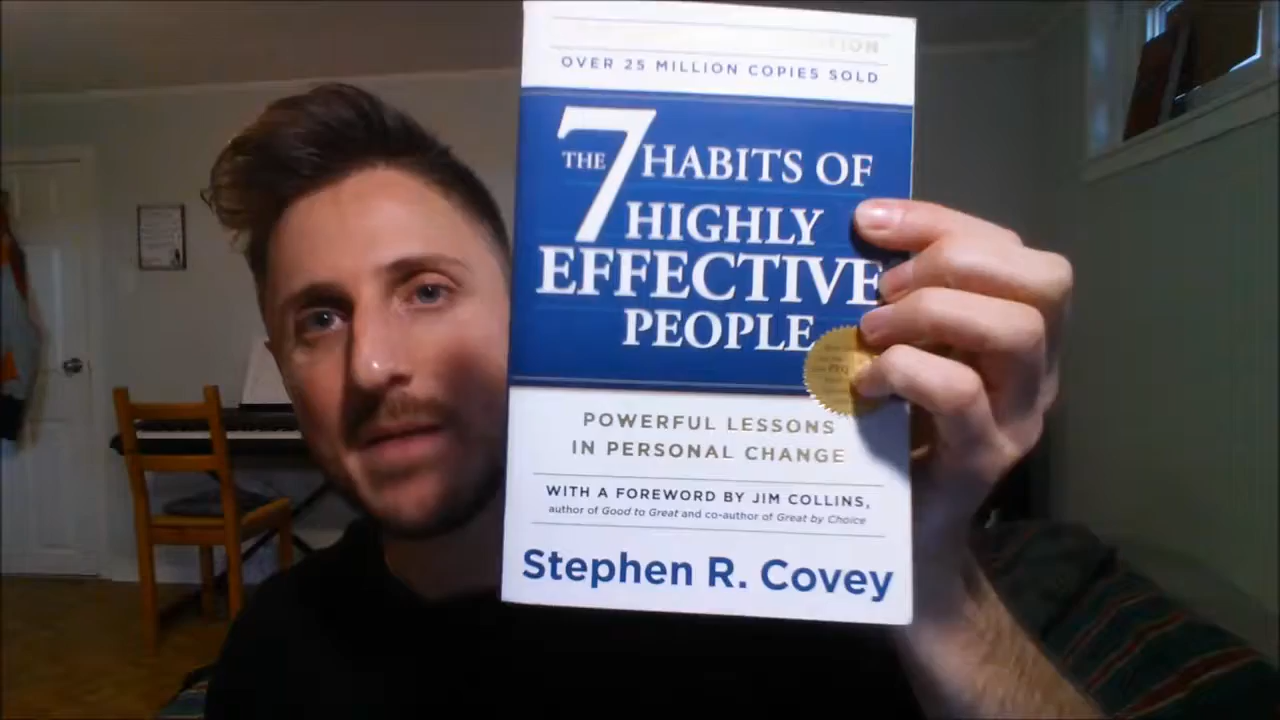 OVER 25 MILLION COPIES SOLD
THE 7 HABITS OF
HIGHLY
EFFECTIVE
PEOPLE
POWERFUL LESSONS
IN PERSONAL CHANGE
WITH A FOREWORD BY JIM COLLINS,
author of Good to Great and co-author of Great by Choice
Stephen R. Covey